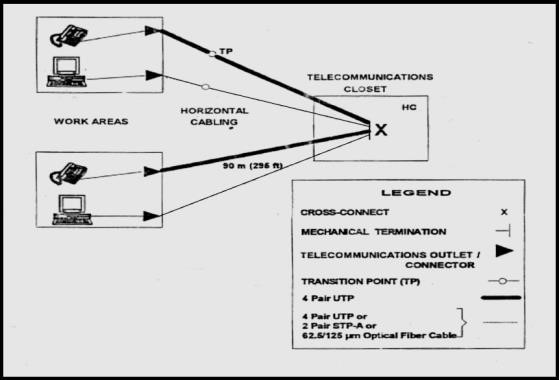 TP
TELECOMMUNICATIONS
CLOSET
HC
HORIZONTAL
CABLING
WORK AREAS
X
90 m (295 ft)
LEGEND
CROSS-CONNECT X
MECHANICAL TERMINATION
TELECOMMUNICATIONS OUTLET /
CONNECTOR
TRANSITION POINT (TP)
4 Pair UTP
4 Pair UTP or
2 Pair STP-A or
62.5/125 µm Optical Fiber Cable